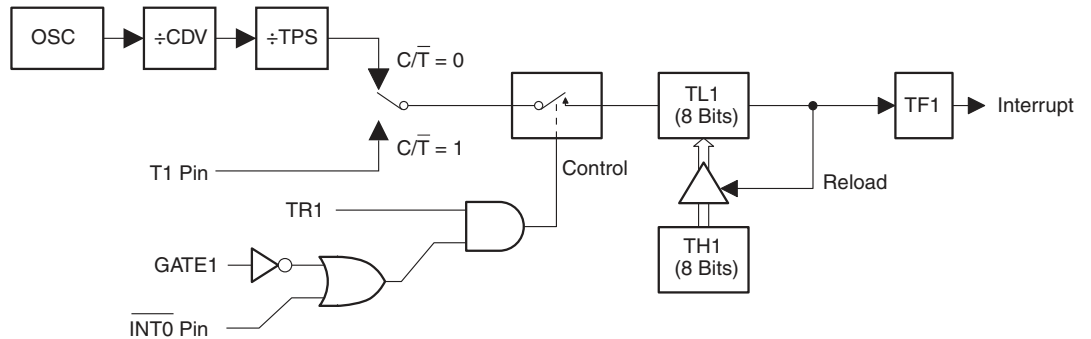 OSC
÷CDV
÷TPS
C/T̅ = 0
C/T̅ = 1
T1 Pin
Control
TL1
(8 Bits)
TF1
Interrupt
Reload
TH1
(8 Bits)
TR1
GATE1
I̅N̅T̅0̅ Pin